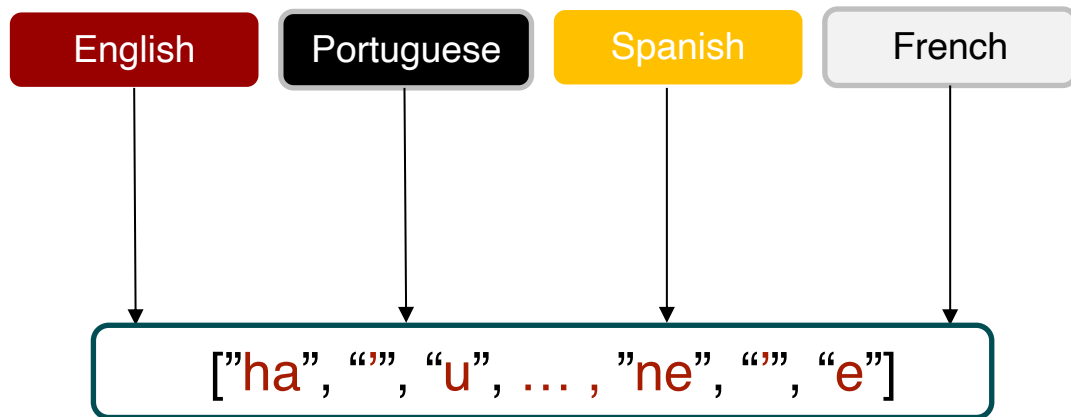 English Portuguese Spanish French
[”ha”, “’”, “u”, … , ”ne”, “’”, “e”]